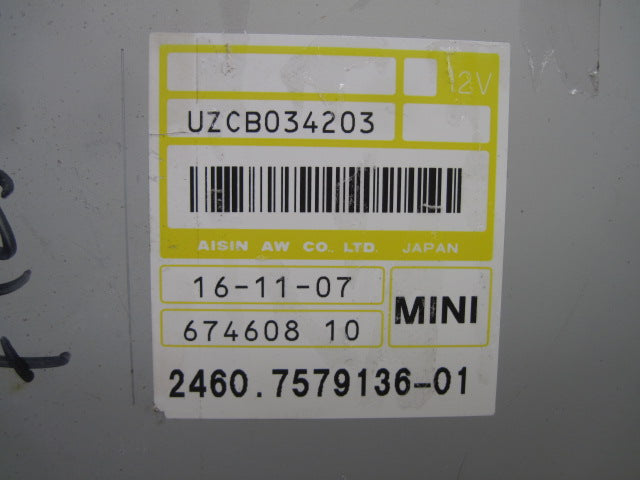 12V
UZCB034203
AISIN AW CO., LTD. JAPAN
16-11-07
674608 10
MINI
2460.7579136-01